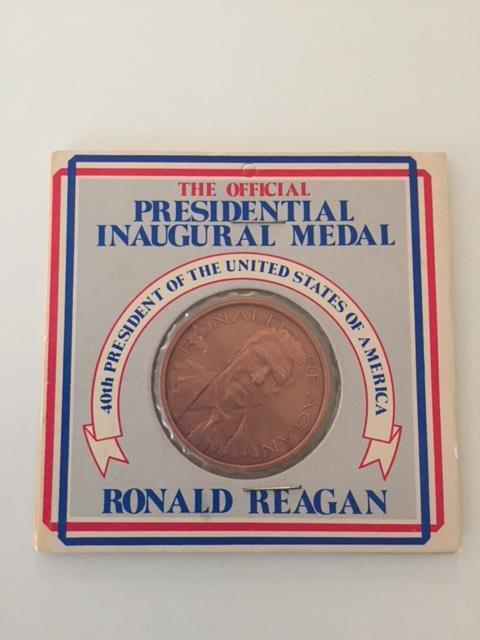 THE OFFICIAL
PRESIDENTIAL
INAUGURAL MEDAL
40th PRESIDENT OF THE UNITED STATES OF AMERICA
RONALD REAGAN
RONALD REAGAN